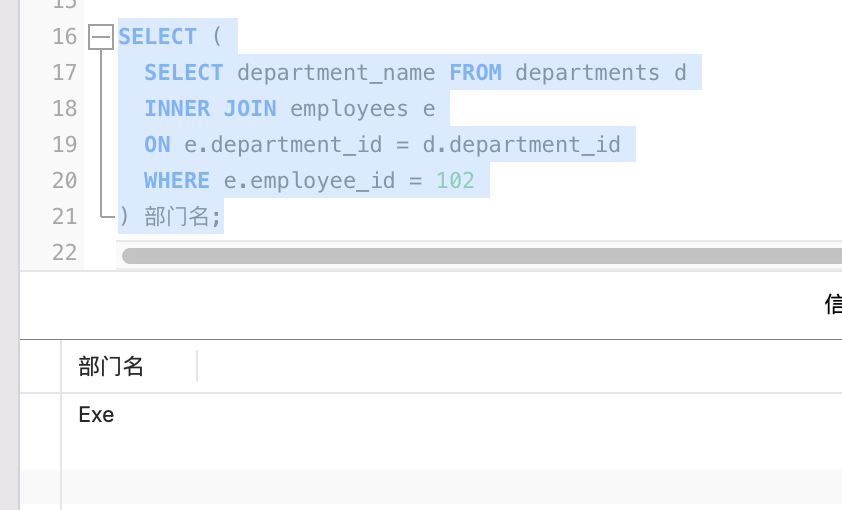 15
16 SELECT (
17 SELECT department_name FROM departments d
18 INNER JOIN employees e
19 ON e.department_id = d.department_id
20 WHERE e.employee_id = 102
21 ) 部门名;
22
信
部门名
Exe